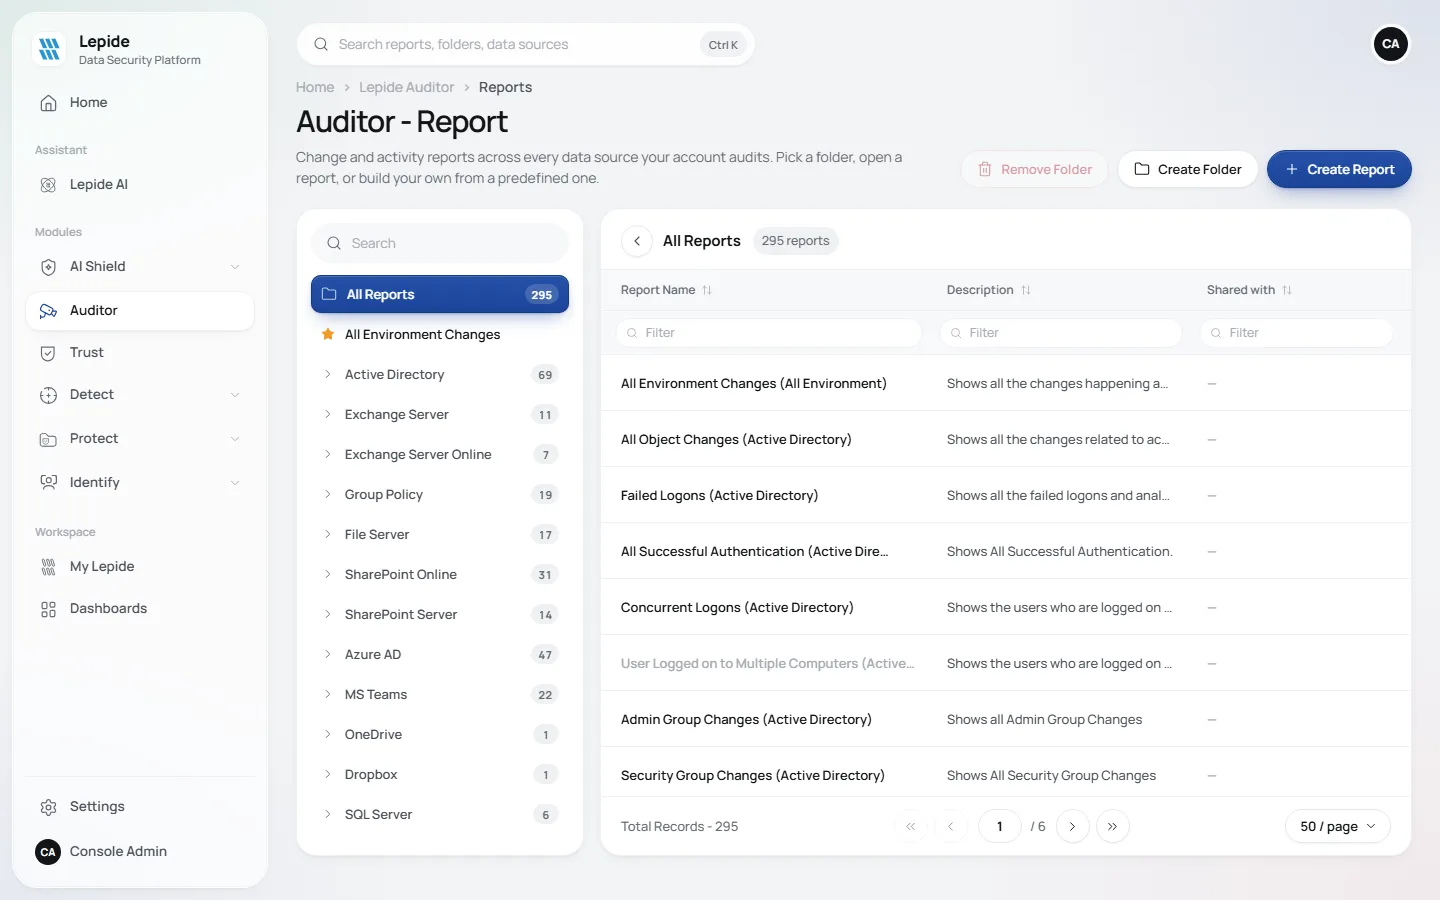 Lepide
Data Security Platform
Home
Assistant
Lepide AI
Modules
AI Shield
Auditor
Trust
Detect
Protect
Identify
Workspace
My Lepide
Dashboards
Settings
CA Console Admin
Search reports, folders, data sources
Ctrl K
CA
Home > Lepide Auditor > Reports
Auditor - Report
Change and activity reports across every data source your account audits. Pick a folder, open a
report, or build your own from a predefined one.
Remove Folder
Create Folder
+ Create Report
Search
All Reports 295
All Environment Changes
Active Directory 69
Exchange Server 11
Exchange Server Online 7
Group Policy 19
File Server 17
SharePoint Online 31
SharePoint Server 14
Azure AD 47
MS Teams 22
OneDrive 1
Dropbox 1
SQL Server 6
All Reports 295 reports
Report Name Description Shared with
Filter Filter Filter
All Environment Changes (All Environment) Shows all the changes happening a... –
All Object Changes (Active Directory) Shows all the changes related to ac... –
Failed Logons (Active Directory) Shows all the failed logons and anal... –
All Successful Authentication (Active Dire... Shows All Successful Authentication. –
Concurrent Logons (Active Directory) Shows the users who are logged on ... –
User Logged on to Multiple Computers (Active... Shows the users who are logged on ... –
Admin Group Changes (Active Directory) Shows all Admin Group Changes –
Security Group Changes (Active Directory) Shows All Security Group Changes –
Total Records - 295
1 / 6
50 / page